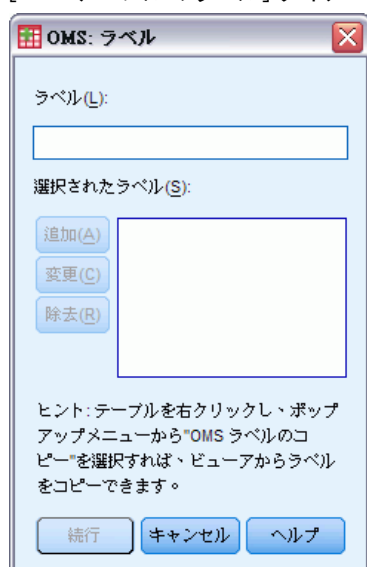 OMS: ラベル
ラベル(L):
選択されたラベル(S):
追加(A)
変更(C)
除去(R)
ヒント: テーブルを右クリックし、ポップ
アップメニューから"OMS ラベルのコ
ピー"を選択すれば、ビューアからラベル
をコピーできます。
続行
キャンセル
ヘルプ